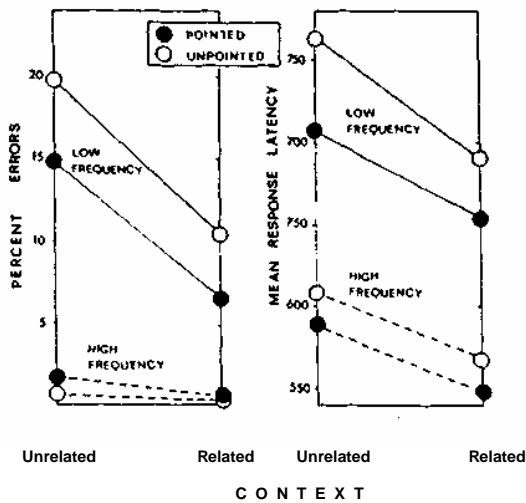 POINTED
UNPOINTED
PERCENT ERRORS
20
15
10
5
LOW
FREQUENCY
HIGH
FREQUENCY
MEAN RESPONSE LATENCY
750
700
750
600
550
LOW
FREQUENCY
HIGH
FREQUENCY
Unrelated Related Unrelated Related
CONTEXT